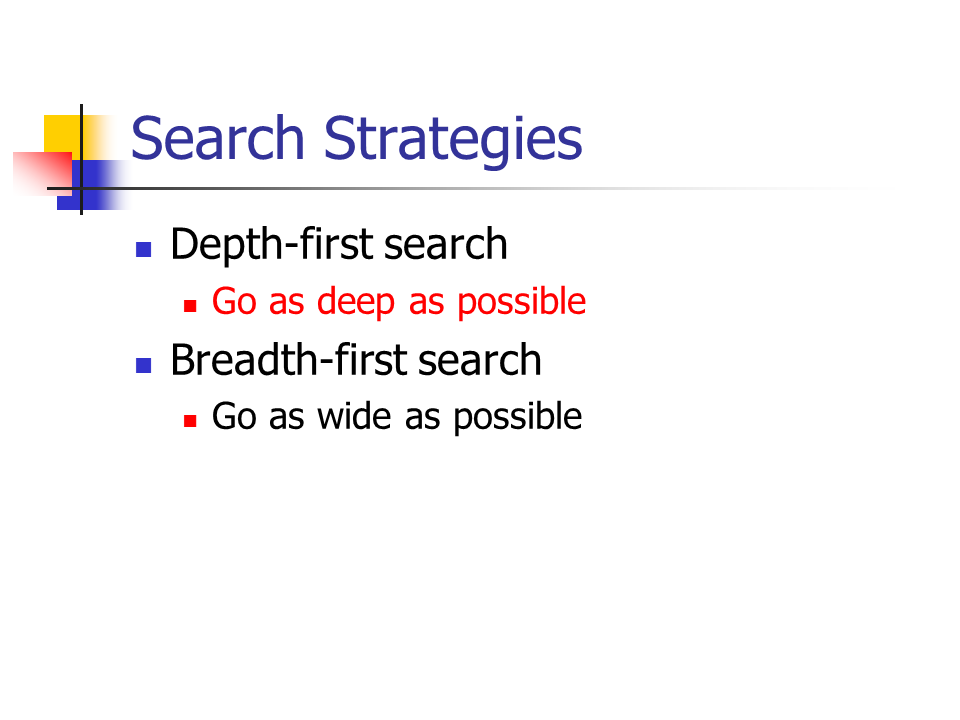 Search Strategies
Depth-first search
Go as deep as possible
Breadth-first search
Go as wide as possible